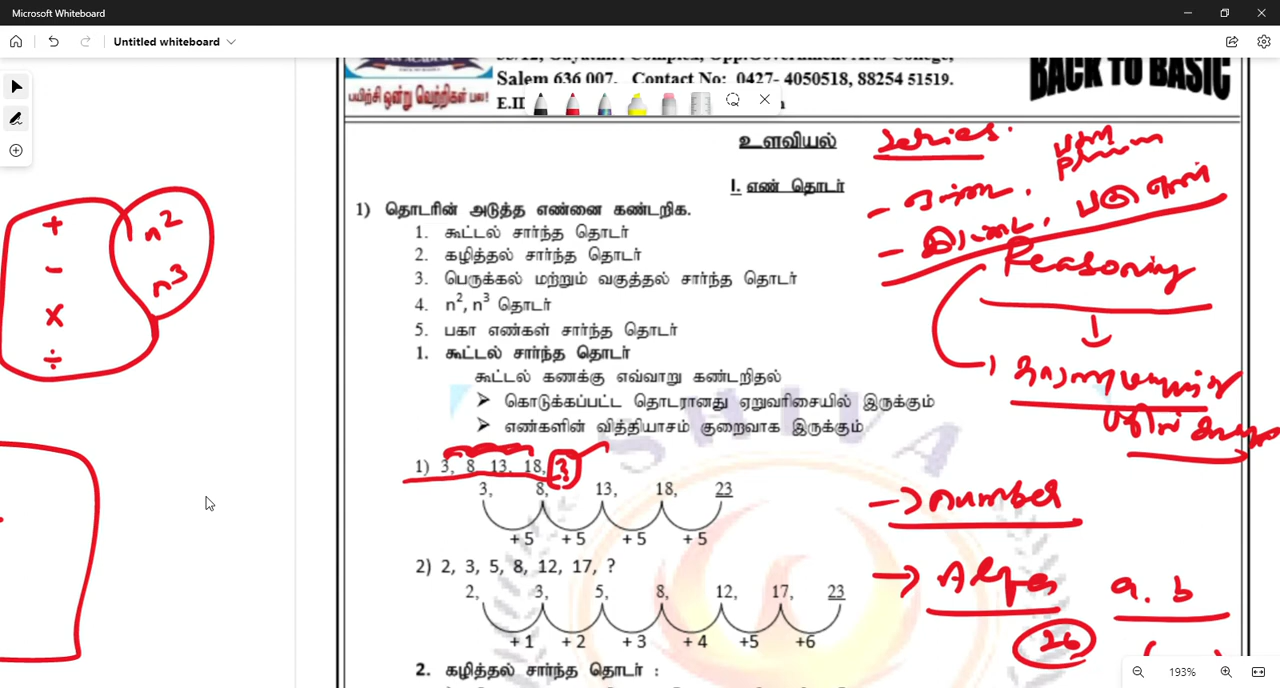 Microsoft Whiteboard
Untitled whiteboard
Salem 636 007. Contact No: 0427- 4050518, 88254 51519.
BACK TO BASIC
பயிற்சி ஒன்று வெற்றிகள் பல!
உளவியல்
Series.
I. எண் தொடர்
1) தொடரின் அடுத்த எண்ணை கண்டறிக.
1. கூட்டல் சார்ந்த தொடர்
2. கழித்தல் சார்ந்த தொடர்
3. பெருக்கல் மற்றும் வகுத்தல் சார்ந்த தொடர்
4. n², n³ தொடர்
5. பகா எண்கள் சார்ந்த தொடர்
+
-
×
÷
n²
n³
Reasoning
1. கூட்டல் சார்ந்த தொடர்
கூட்டல் கணக்கு எவ்வாறு கண்டறிதல்
➤ கொடுக்கப்பட்ட தொடரானது ஏறுவரிசையில் இருக்கும்
➤ எண்களின் வித்தியாசம் குறைவாக இருக்கும்
SHIVA
1) 3, 8 13, 18, ?
3, 8, 13, 18, 23
+5 +5 +5 +5
→ number
2) 2, 3, 5, 8, 12, 17, ?
2, 3, 5, 8, 12, 17, 23
+1 +2 +3 +4 +5 +6
a. b
26
2. கழித்தல் சார்ந்த தொடர் :
193%